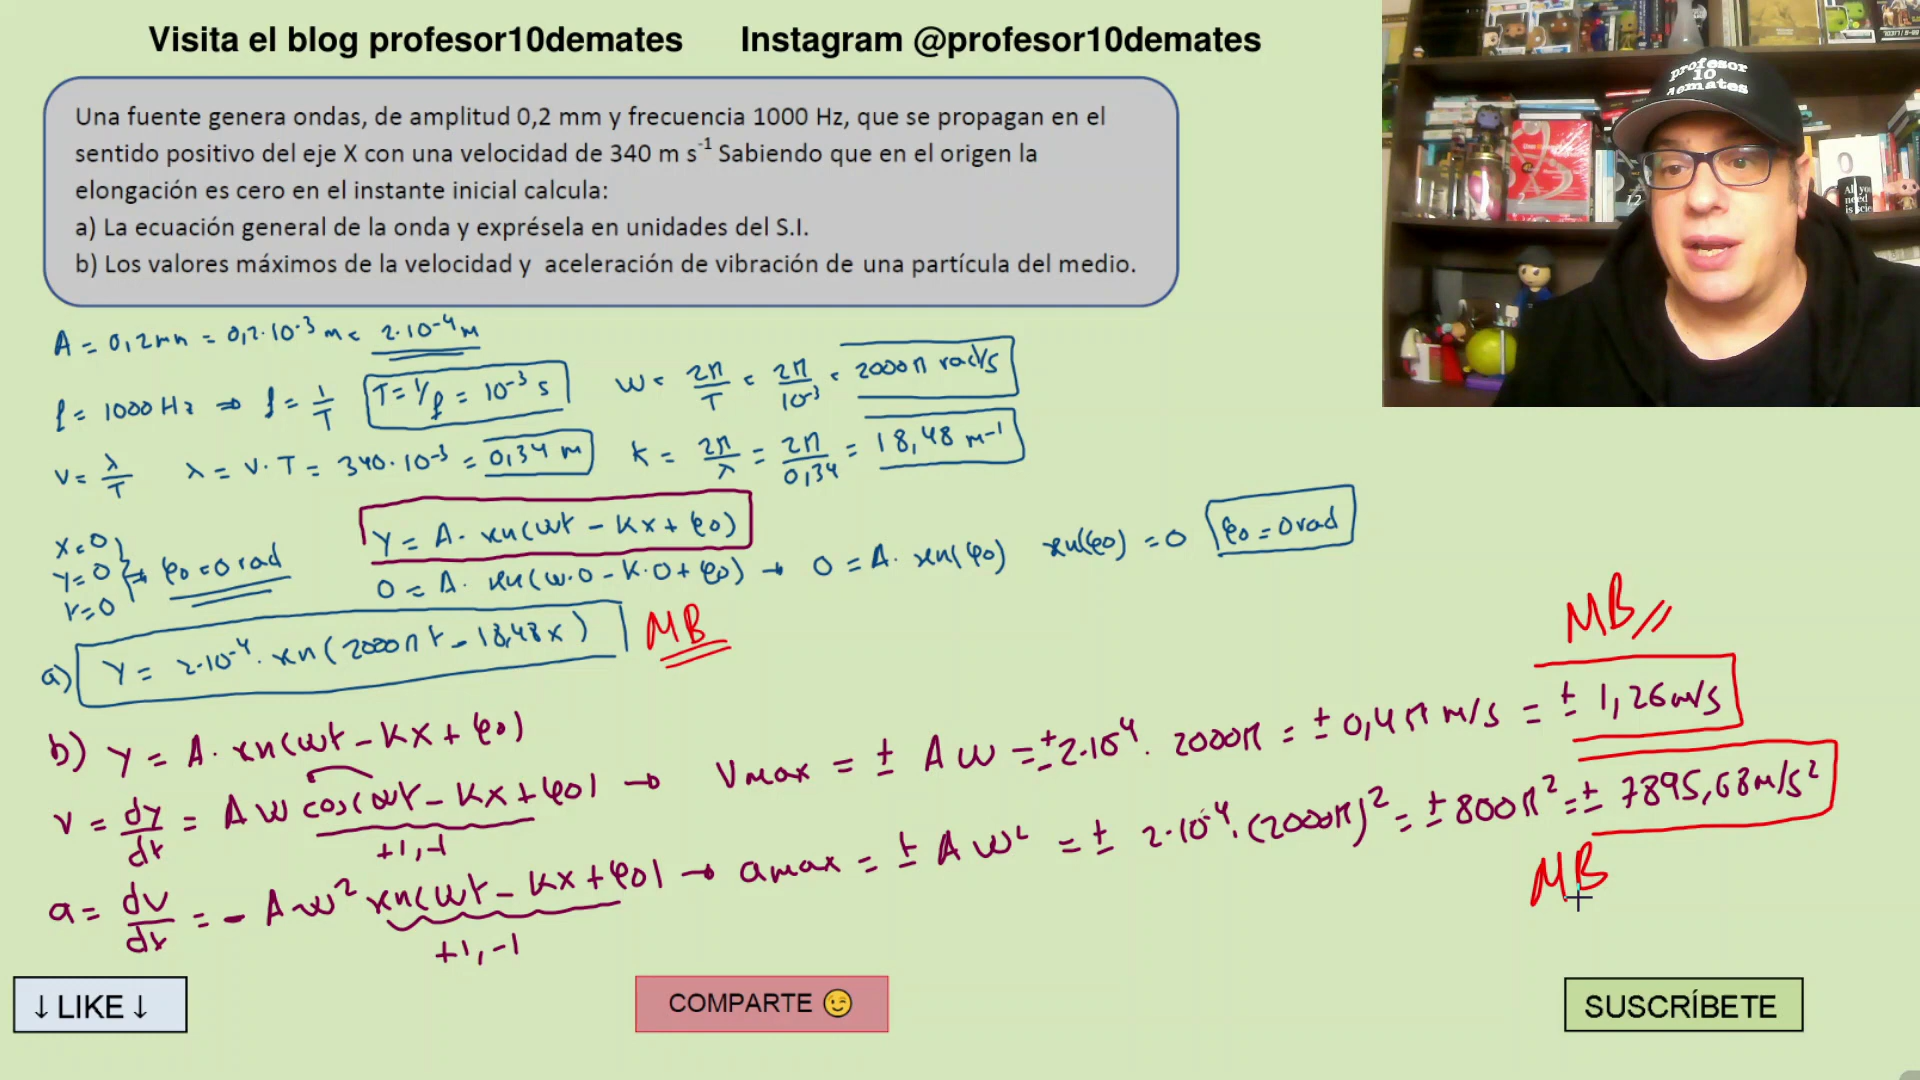 Visita el blog profesor10demates Instagram @profesor10demates
Una fuente genera ondas, de amplitud 0,2 mm y frecuencia 1000 Hz, que se propagan en el
sentido positivo del eje X con una velocidad de 340 m s⁻¹ Sabiendo que en el origen la
elongación es cero en el instante inicial calcula:
a) La ecuación general de la onda y exprésela en unidades del S.I.
b) Los valores máximos de la velocidad y aceleración de vibración de una partícula del medio.
A = 0,2 mm = 0,2·10⁻³ m = 2·10⁻⁴ m
f = 1000 Hz ⇒ f = 1/T T = 1/f = 10⁻³ s ω = 2π/T = 2π/10⁻³ = 2000π rad/s
v = λ/T λ = v·T = 340·10⁻³ = 0,34 m k = 2π/λ = 2π/0,34 = 18,48 m⁻¹
y = A· sen(ωt - kx + φ0)
x=0
y=0 } ⇒ φ0 = 0 rad
t=0
0 = A· sen(ω·0 - k·0 + φ0) → 0 = A· sen(φ0) sen(φ0) = 0 φ0 = 0 rad
a) y = 2·10⁻⁴· sen(2000πt - 18,48x) MB
MB
b) y = A· sen(ωt - kx + φ0)
v = dy/dt = A ω cos(ωt - kx + φ0) → Vmax = ± A ω = ±2·10⁻⁴· 2000π = ± 0,4π m/s = ± 1,26 m/s
+1, -1
a = dv/dt = - A·ω² sen(ωt - kx + φ0) → amax = ± A ω² = ± 2·10⁻⁴·(2000π)² = ± 800π² = ± 7895,68 m/s²
+1, -1
MB
↓ LIKE ↓ COMPARTE 😉 SUSCRÍBETE
profesor
10
demates
All you
need
is